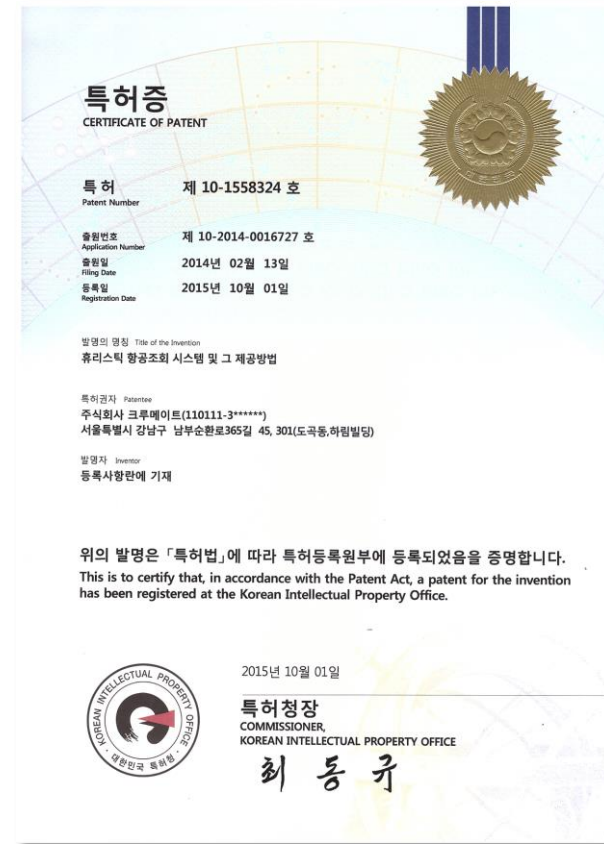 특허증
CERTIFICATE OF PATENT
특허 제 10-1558324 호
Patent Number
출원번호 제 10-2014-0016727 호
Application Number
출원일 2014년 02월 13일
Filing Date
등록일 2015년 10월 01일
Registration Date
발명의 명칭 Title of the Invention
휴리스틱 항공조회 시스템 및 그 제공방법
특허권자 Patentee
주식회사 크루메이트(110111-3******)
서울특별시 강남구 남부순환로365길 45, 301(도곡동,하림빌딩)
발명자 Inventor
등록사항란에 기재
위의 발명은 「특허법」에 따라 특허등록원부에 등록되었음을 증명합니다.
This is to certify that, in accordance with the Patent Act, a patent for the invention
has been registered at the Korean Intellectual Property Office.
2015년 10월 01일
특허청장
COMMISSIONER,
KOREAN INTELLECTUAL PROPERTY OFFICE
최동규
KOREAN INTELLECTUAL PROPERTY OFFICE
대한민국 특허청